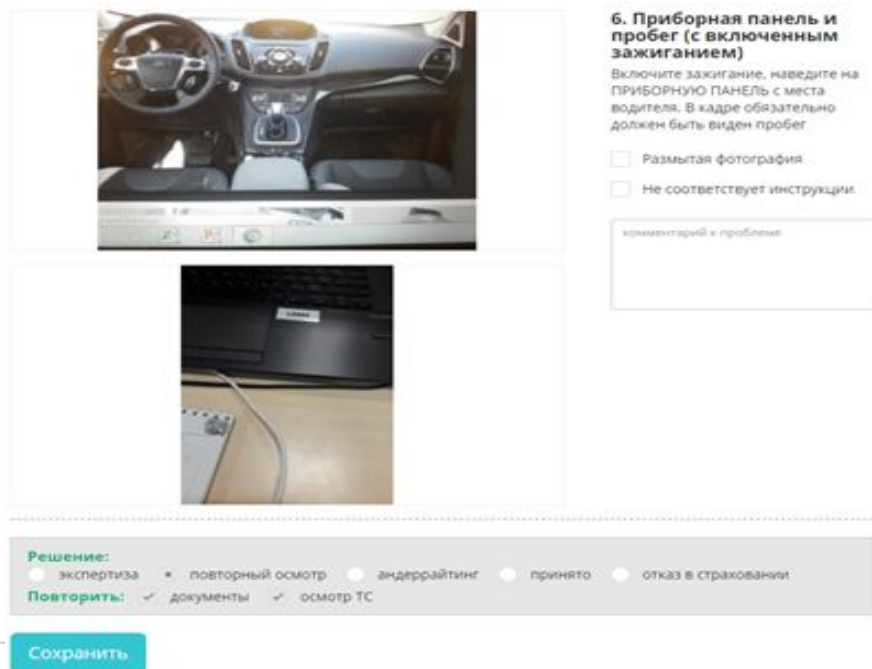 6. Приборная панель и
пробег (с включенным
зажиганием)
Включите зажигание, наведите на
ПРИБОРНУЮ ПАНЕЛЬ с места
водителя. В кадре обязательно
должен быть виден пробег
Размытая фотография
Не соответствует инструкции
комментарий к проблеме
Решение:
экспертиза повторный осмотр андеррайтинг принято отказ в страховании
Повторить: документы осмотр ТС
Сохранить